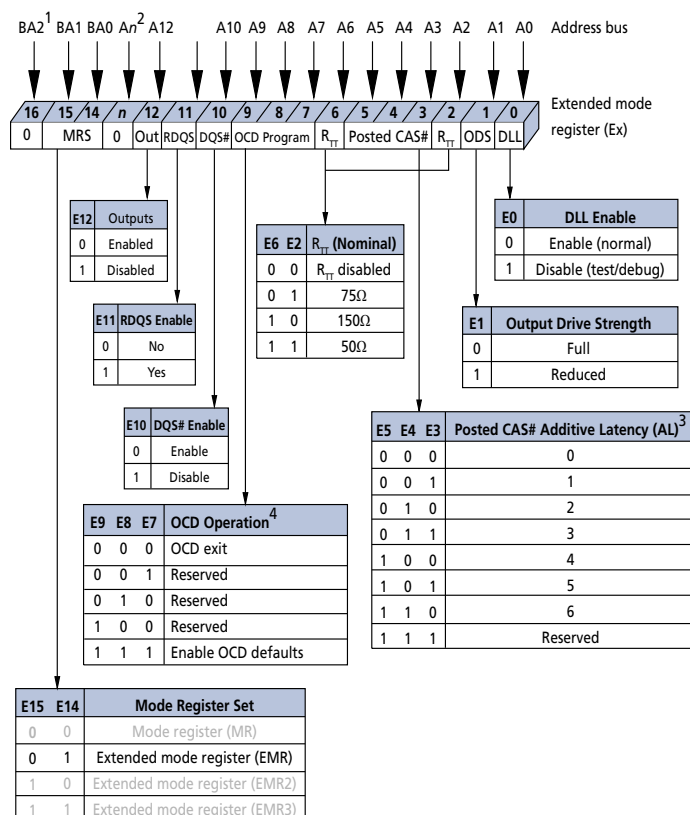 BA2¹ BA1 BA0 An² A12 A10 A9 A8 A7 A6 A5 A4 A3 A2 A1 A0 Address bus
16 15 14 n 12 11 10 9 8 7 6 5 4 3 2 1 0
0 MRS 0 Out RDQS DQS# OCD Program RTT Posted CAS# RTT ODS DLL
Extended mode
register (Ex)
E12 Outputs
0 Enabled
1 Disabled
E11 RDQS Enable
0 No
1 Yes
E10 DQS# Enable
0 Enable
1 Disable
E6 E2 RTT (Nominal)
0 0 RTT disabled
0 1 75Ω
1 0 150Ω
1 1 50Ω
E0 DLL Enable
0 Enable (normal)
1 Disable (test/debug)
E1 Output Drive Strength
0 Full
1 Reduced
E9 E8 E7 OCD Operation⁴
0 0 0 OCD exit
0 0 1 Reserved
0 1 0 Reserved
1 0 0 Reserved
1 1 1 Enable OCD defaults
E5 E4 E3 Posted CAS# Additive Latency (AL)³
0 0 0 0
0 0 1 1
0 1 0 2
0 1 1 3
1 0 0 4
1 0 1 5
1 1 0 6
1 1 1 Reserved
E15 E14 Mode Register Set
0 0 Mode register (MR)
0 1 Extended mode register (EMR)
1 0 Extended mode register (EMR2)
1 1 Extended mode register (EMR3)